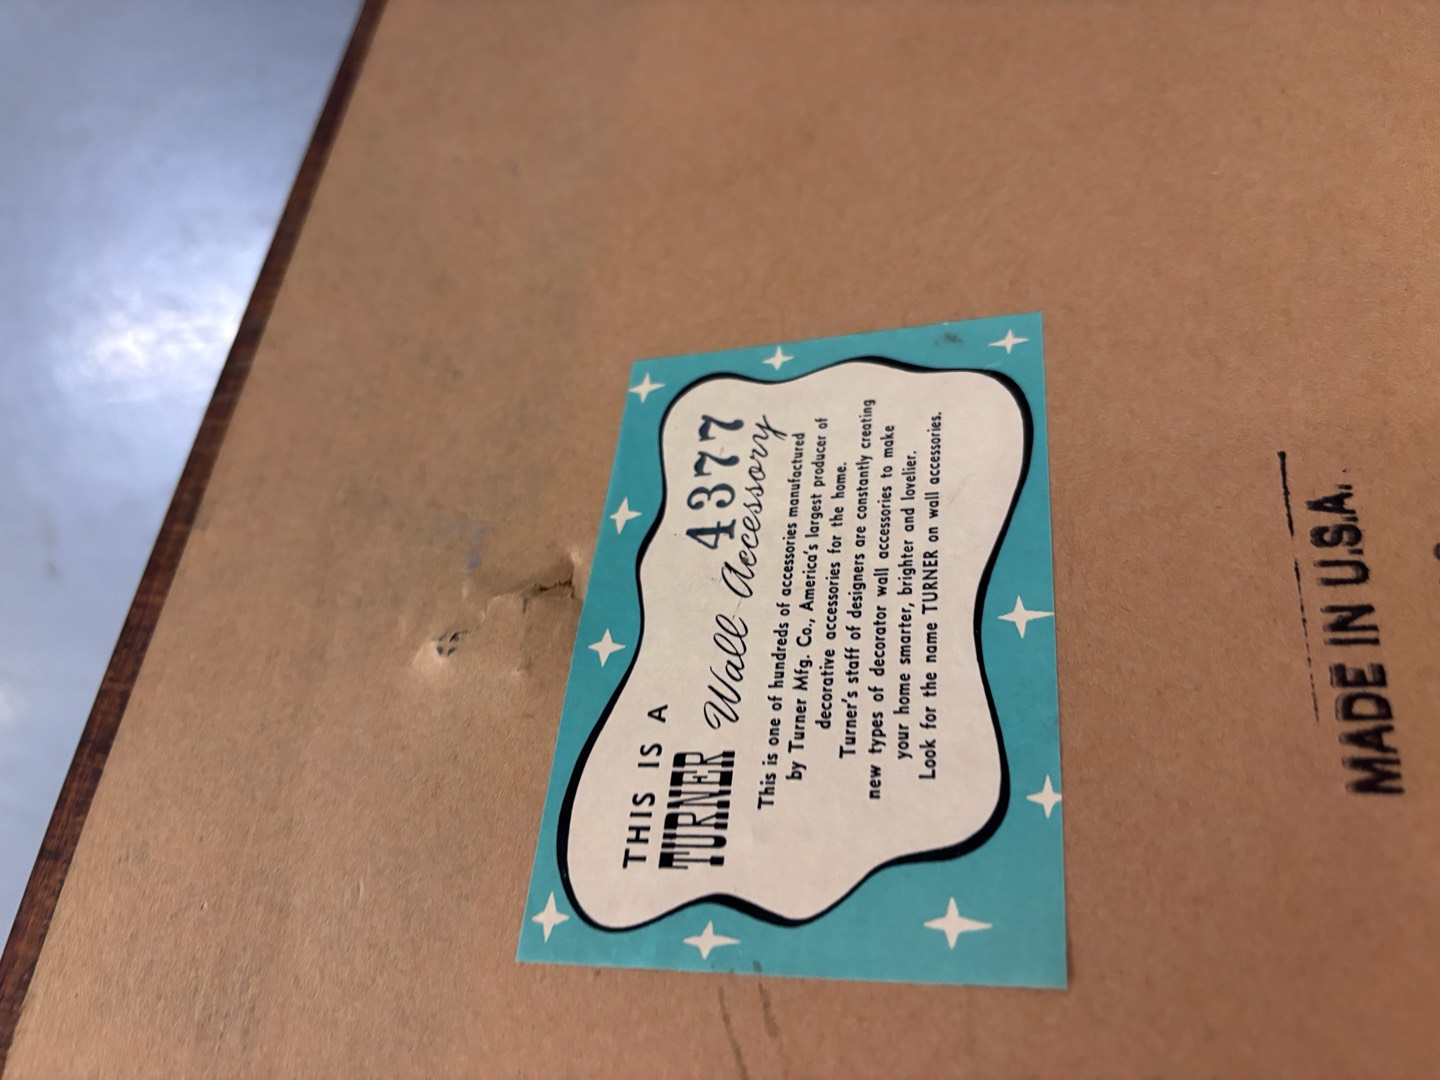 THIS IS A
TURNER Wall Accessory
4377
This is one of hundreds of accessories manufactured
by Turner Mfg. Co., America's largest producer of
decorative accessories for the home.
Turner's staff of designers are constantly creating
new types of decorator wall accessories to make
your home smarter, brighter and lovelier.
Look for the name TURNER on wall accessories.
MADE IN U.S.A.